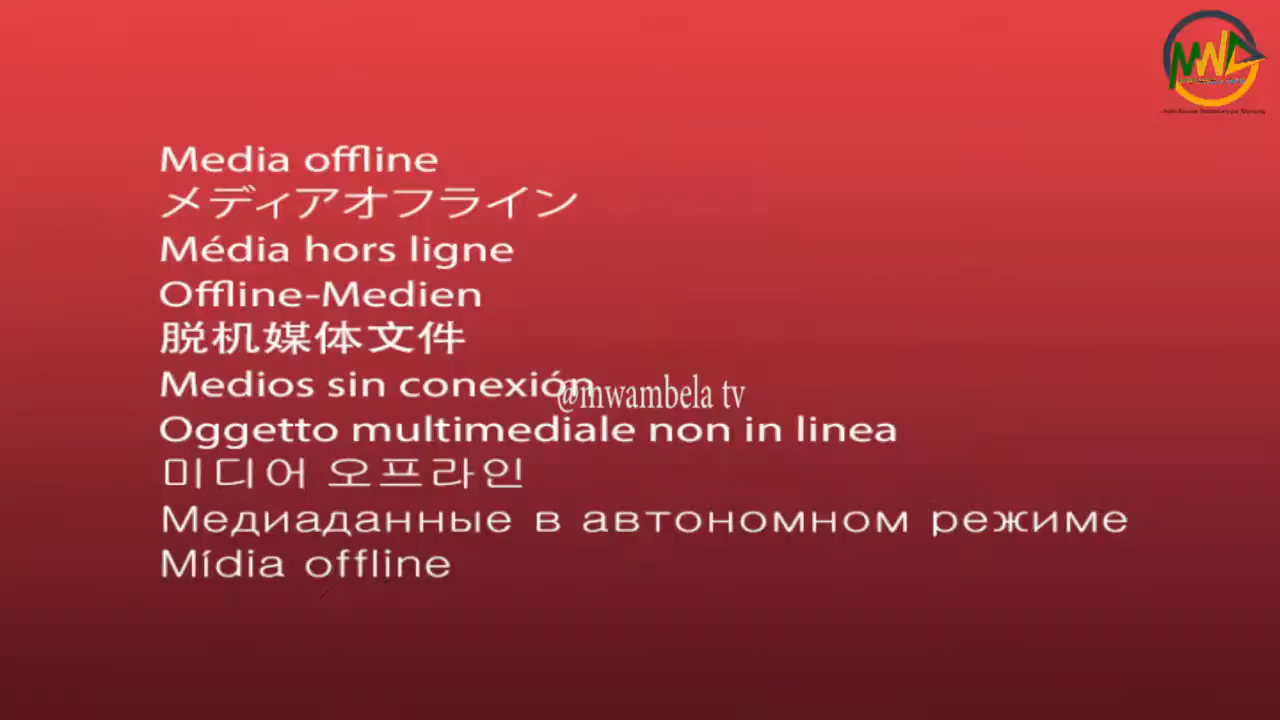 Media offline
メディアオフライン
Média hors ligne
Offline-Medien
脱机媒体文件
Medios sin conexión
@mwambela tv
Oggetto multimediale non in linea
미디어 오프라인
Медиаданные в автономном режиме
Mídia offline